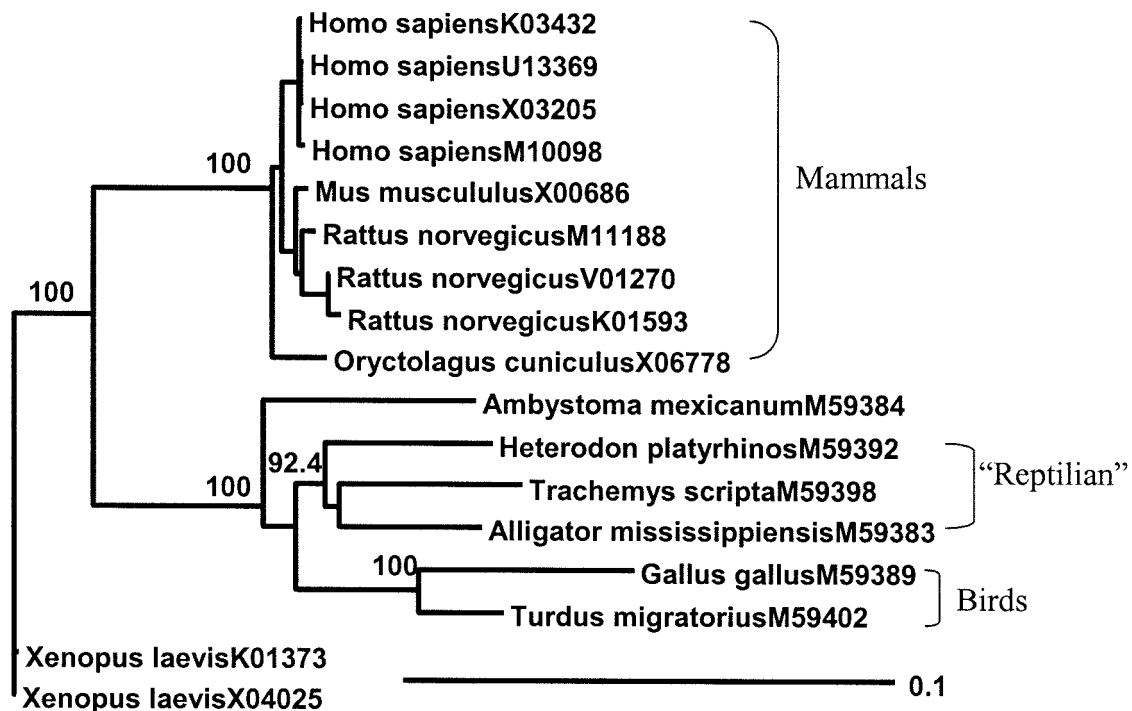 Homo sapiensK03432
Homo sapiensU13369
Homo sapiensX03205
Homo sapiensM10098
100
Mus muscululusX00686
Mammals
Rattus norvegicusM11188
Rattus norvegicusV01270
100
Rattus norvegicusK01593
Oryctolagus cuniculusX06778
Ambystoma mexicanumM59384
Heterodon platyrhinosM59392
92.4
“Reptilian”
100
Trachemys scriptaM59398
Alligator mississippiensisM59383
100
Gallus gallusM59389
Birds
Turdus migratoriusM59402
Xenopus laevisK01373
0.1
Xenopus laevisX04025